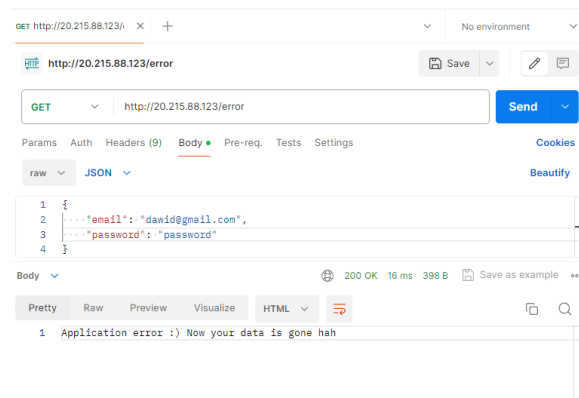 GET http://20.215.88.123/ No environment
HTTP http://20.215.88.123/error Save
GET http://20.215.88.123/error Send
Params Auth Headers (9) Body Pre-req. Tests Settings Cookies
raw JSON Beautify
1 {
2 "email": "dawid@gmail.com",
3 "password": "password"
4 }
Body 200 OK 16 ms 398 B Save as example
Pretty Raw Preview Visualize HTML
1 Application error :) Now your data is gone hah